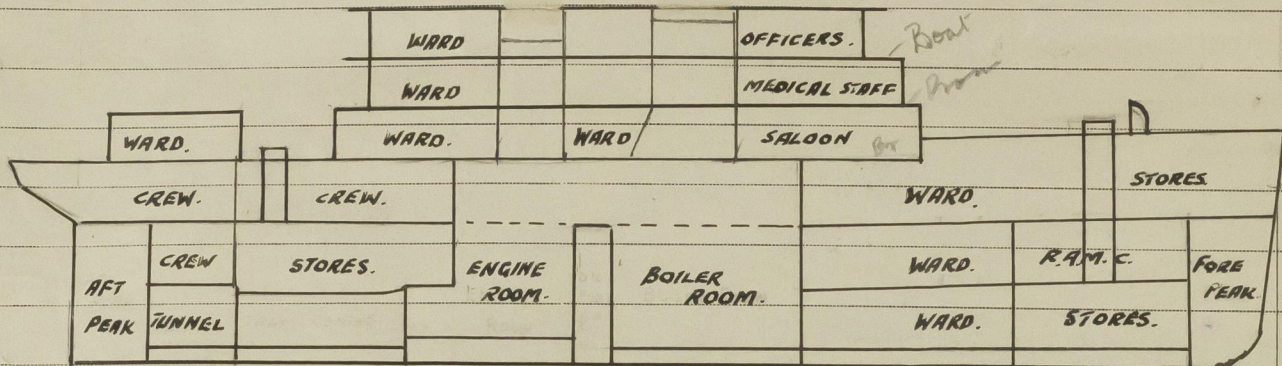 WARD
OFFICERS.
Boat
WARD
MEDICAL STAFF
Prom
WARD.
WARD.
WARD
SALOON
CREW.
CREW.
WARD.
STORES.
CREW
STORES.
ENGINE
ROOM.
BOILER
ROOM.
WARD.
R.A.M.C.
FORE
PEAK.
AFT
PEAK
TUNNEL
WARD.
STORES.